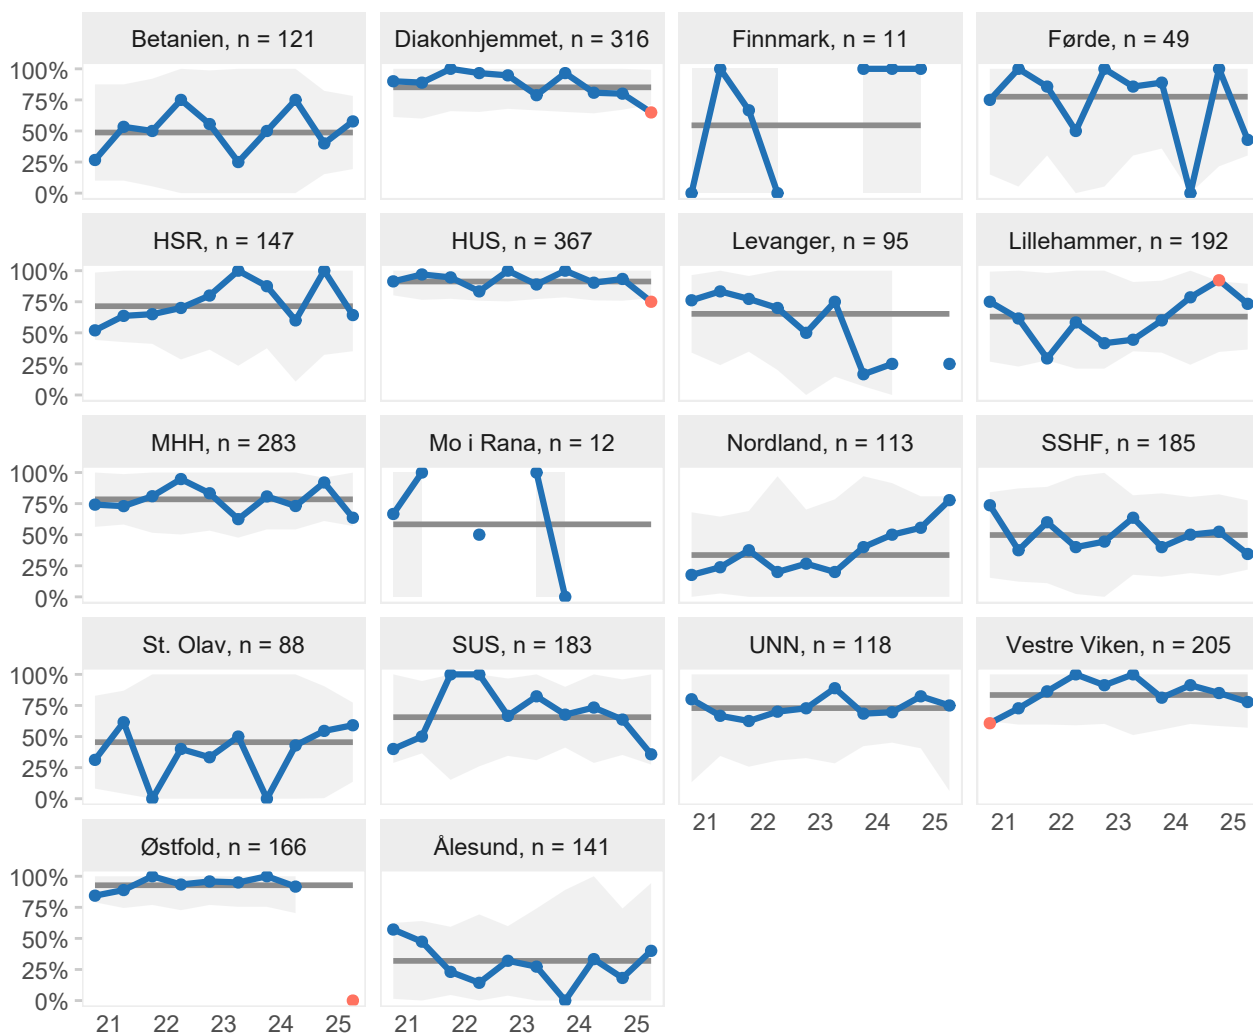 Betanien, n = 121
Diakonhjemmet, n = 316
Finnmark, n = 11
Førde, n = 49
100%
75%
50%
25%
0%
HSR, n = 147
HUS, n = 367
Levanger, n = 95
Lillehammer, n = 192
100%
75%
50%
25%
0%
MHH, n = 283
Mo i Rana, n = 12
Nordland, n = 113
SSHF, n = 185
100%
75%
50%
25%
0%
St. Olav, n = 88
SUS, n = 183
UNN, n = 118
Vestre Viken, n = 205
100%
75%
50%
25%
0%
21 22 23 24 25
21 22 23 24 25
Østfold, n = 166
Ålesund, n = 141
100%
75%
50%
25%
0%
21 22 23 24 25
21 22 23 24 25